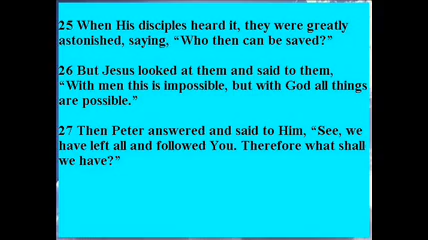 25 When His disciples heard it, they were greatly
astonished, saying, “Who then can be saved?”
26 But Jesus looked at them and said to them,
“With men this is impossible, but with God all things
are possible.”
27 Then Peter answered and said to Him, “See, we
have left all and followed You. Therefore what shall
we have?”